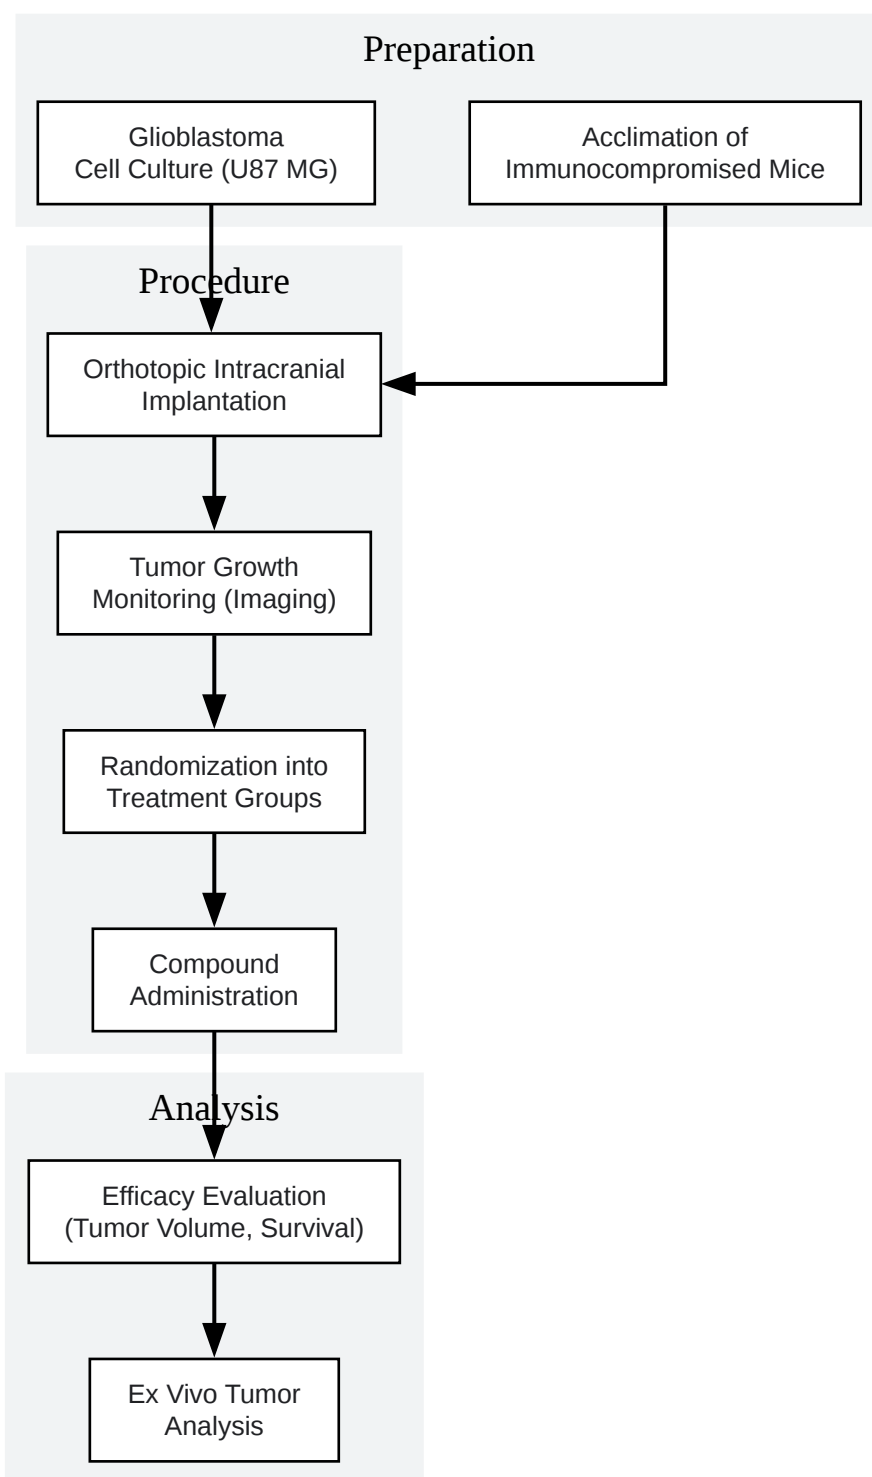 Preparation
Glioblastoma
Cell Culture (U87 MG)
Acclimation of
Immunocompromised Mice
Procedure
Orthotopic Intracranial
Implantation
Tumor Growth
Monitoring (Imaging)
Randomization into
Treatment Groups
Compound
Administration
Analysis
Efficacy Evaluation
(Tumor Volume, Survival)
Ex Vivo Tumor
Analysis